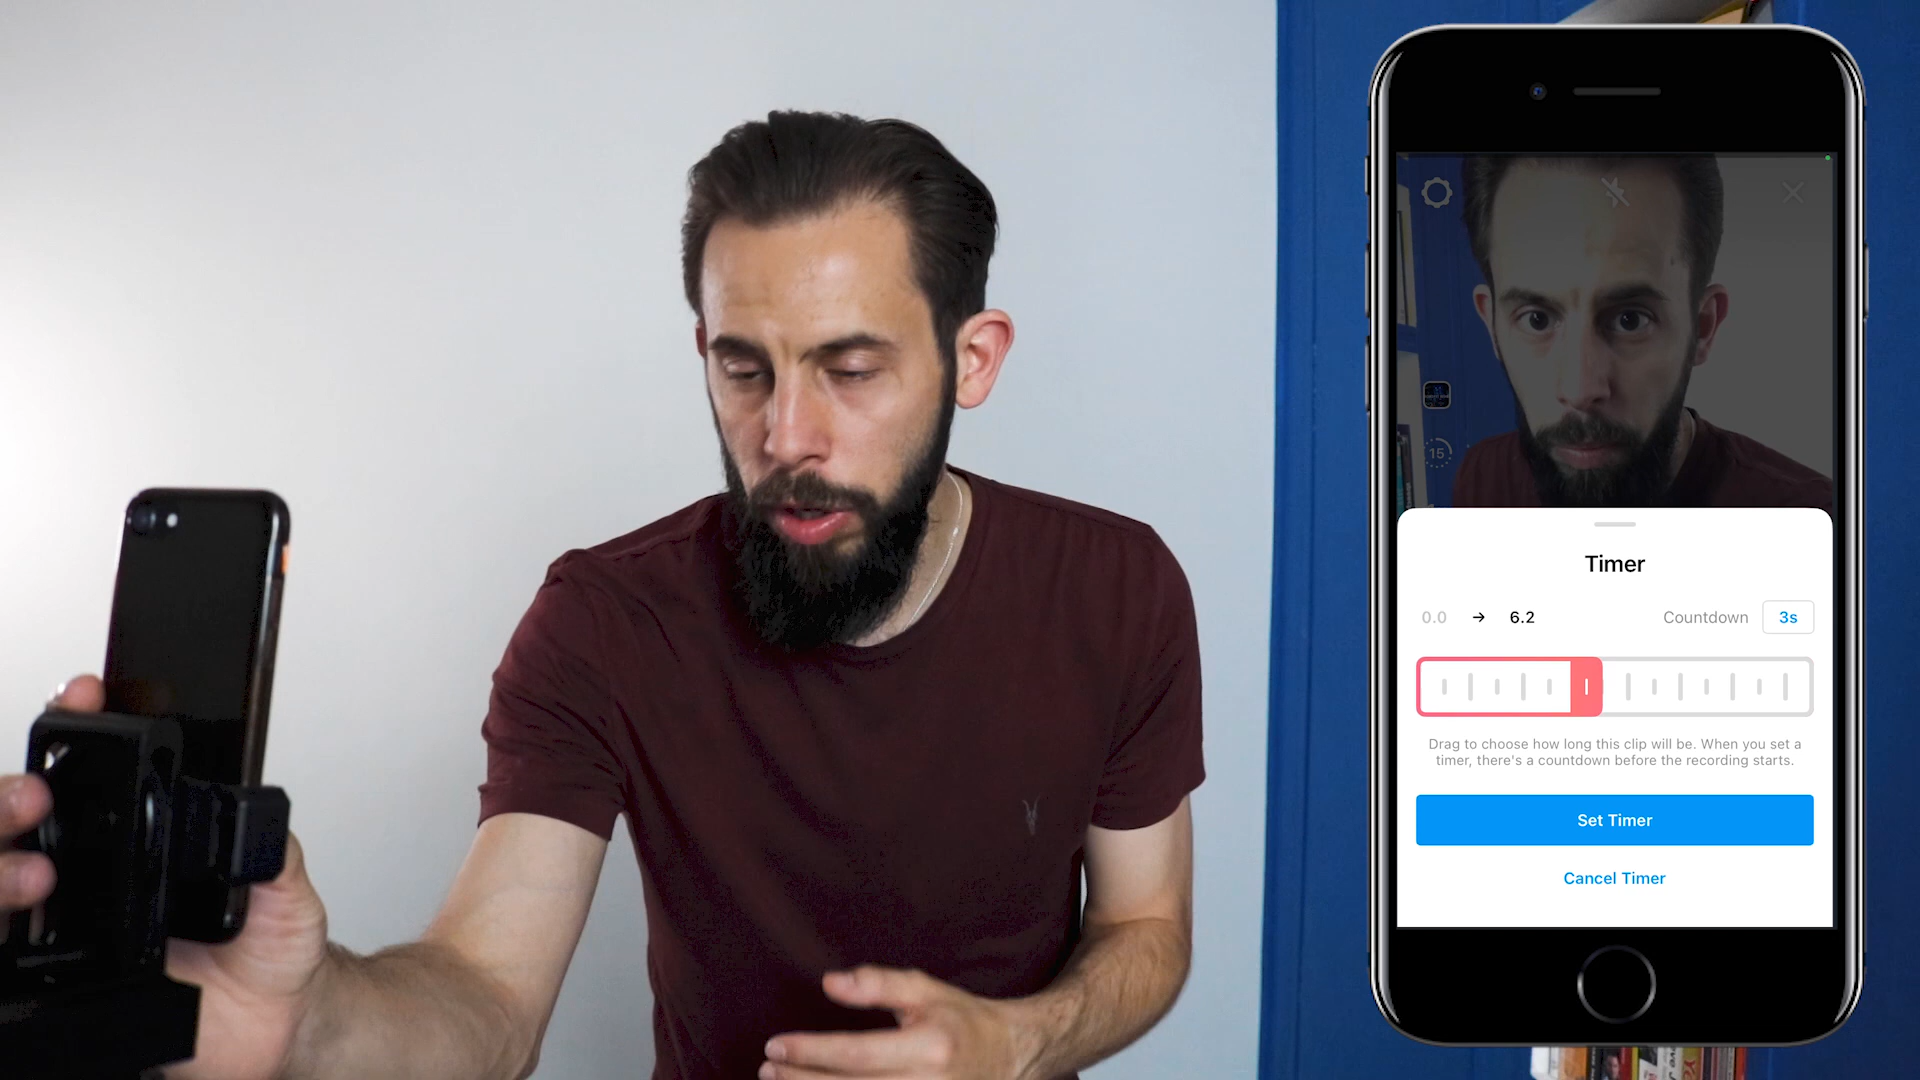 15
Timer
0.0 → 6.2 Countdown 3s
Drag to choose how long this clip will be. When you set a
timer, there's a countdown before the recording starts.
Set Timer
Cancel Timer